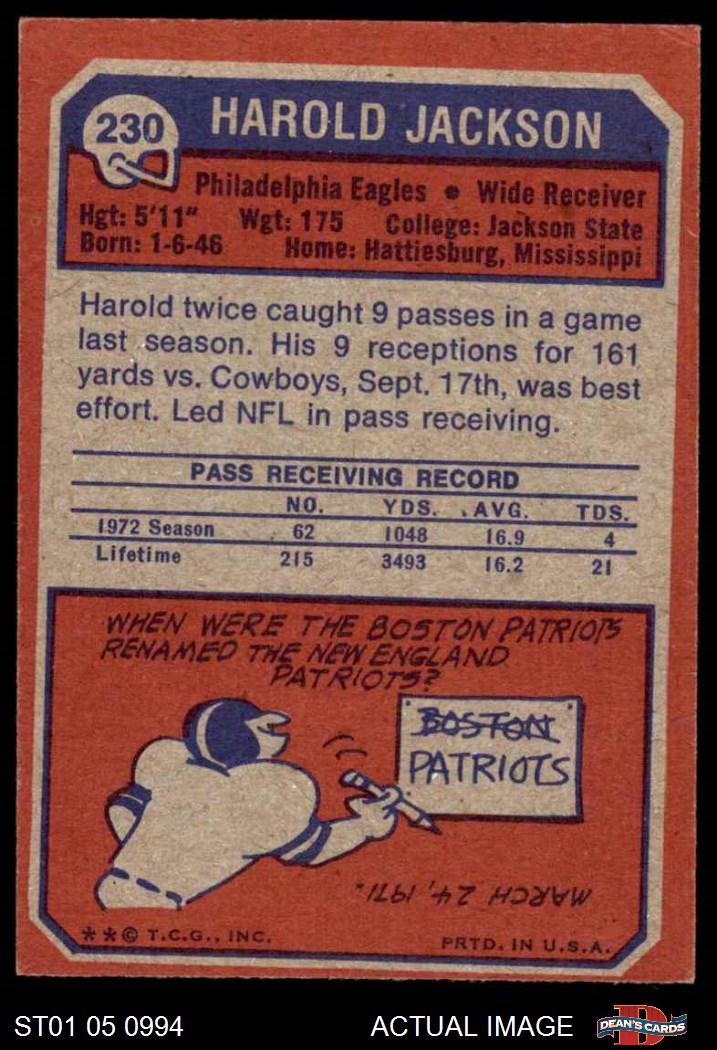 230
HAROLD JACKSON
Philadelphia Eagles • Wide Receiver
Hgt: 5'11" Wgt: 175 College: Jackson State
Born: 1-6-46 Home: Hattiesburg, Mississippi
Harold twice caught 9 passes in a game
last season. His 9 receptions for 161
yards vs. Cowboys, Sept. 17th, was best
effort. Led NFL in pass receiving.
PASS RECEIVING RECORD
NO. YDS. AVG. TDS.
1972 Season 62 1048 16.9 4
Lifetime 215 3493 16.2 21
WHEN WERE THE BOSTON PATRIOTS
RENAMED THE NEW ENGLAND
PATRIOTS?
BOSTON
PATRIOTS
MARCH 24, 1971.
**© T.C.G., INC. PRTD. IN U.S.A.
ST01 05 0994 ACTUAL IMAGE
D
DEAN'S CARDS